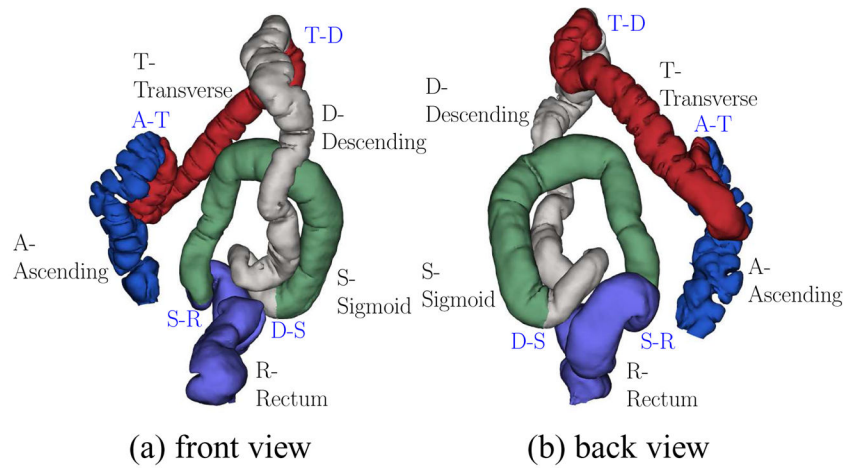 T-D
T-
Transverse
A-T
D-
Descending
A-
Ascending
S-
Sigmoid
S-R
D-S
R-
Rectum
(a) front view
T-D
D-
Descending
T-
Transverse
A-T
S-
Sigmoid
A-
Ascending
D-S
S-R
R-
Rectum
(b) back view